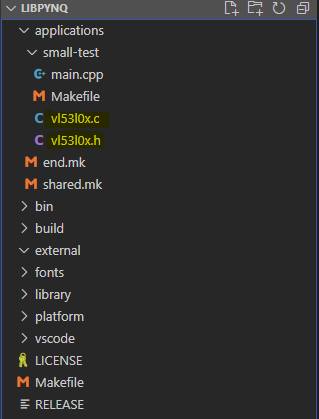 LIBPYNQ
applications
small-test
main.cpp
Makefile
vl53l0x.c
vl53l0x.h
end.mk
shared.mk
bin
build
external
fonts
library
platform
vscode
LICENSE
Makefile
RELEASE